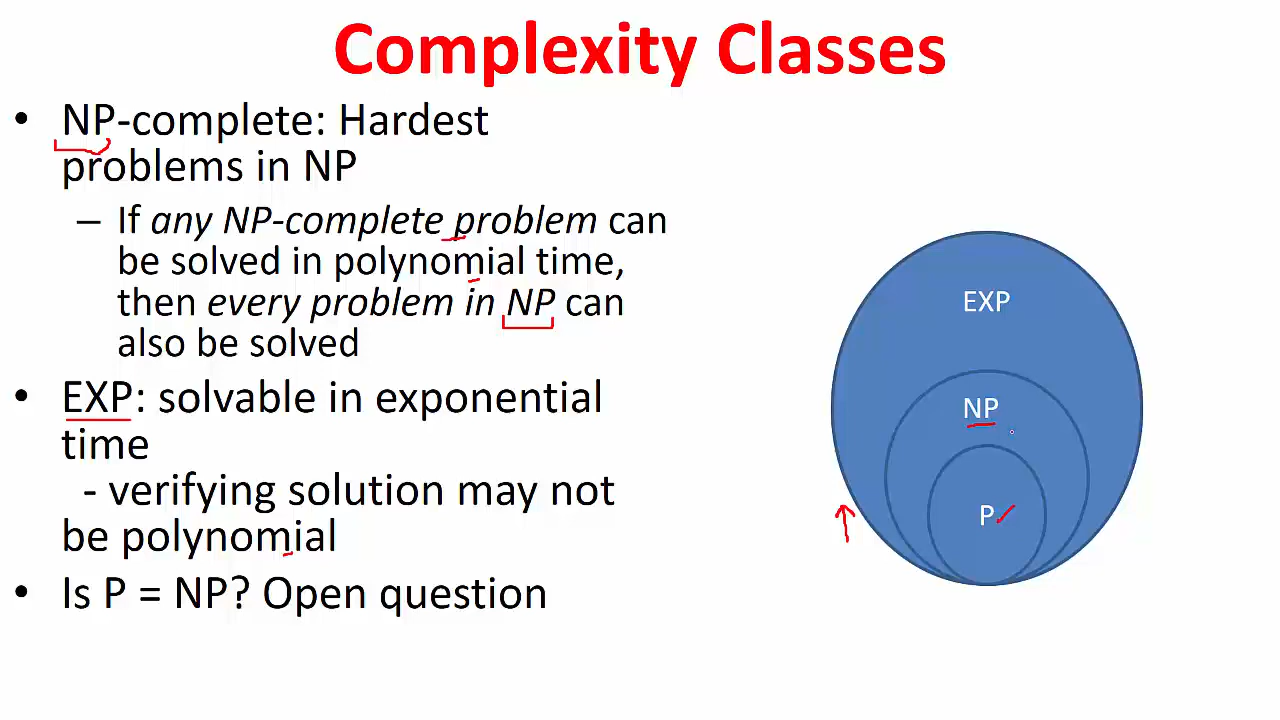 Complexity Classes
• NP-complete: Hardest
problems in NP
– If any NP-complete problem can
be solved in polynomial time,
then every problem in NP can
also be solved
• EXP: solvable in exponential
time
- verifying solution may not
be polynomial
• Is P = NP? Open question
EXP
NP
P